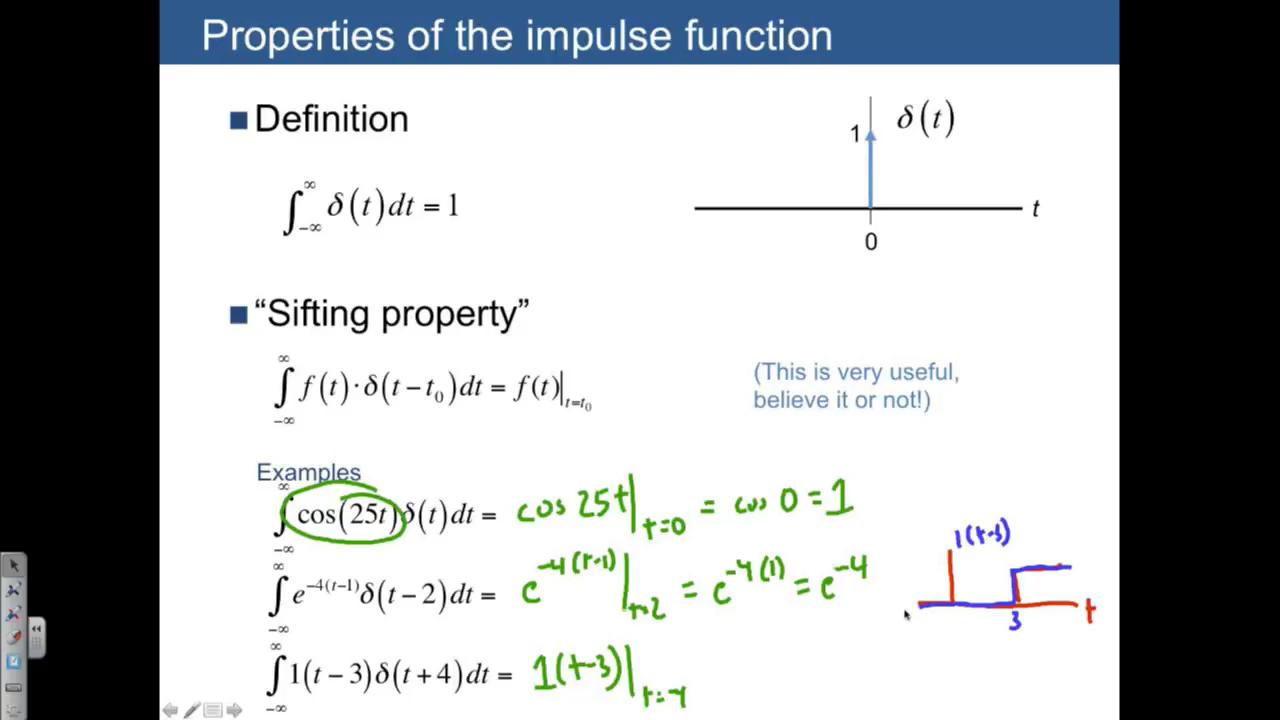 Properties of the impulse function
Definition
∫_{-∞}^{∞} δ(t)dt = 1
1
δ(t)
t
0
“Sifting property”
∫_{-∞}^{∞} f(t)·δ(t−t₀)dt = f(t)|_{t=t₀}
(This is very useful,
believe it or not!)
Examples
∫_{-∞}^{∞} cos(25t)δ(t)dt = cos 25t|_{t=0} = cos 0 = 1
∫_{-∞}^{∞} e^{-4(t−1)}δ(t−2)dt = e^{-4(t-1)}|_{t=2} = e^{-4(1)} = e^{-4}
∫_{-∞}^{∞} 1(t−3)δ(t+4)dt = 1(t-3)|_{t=-4}
1(t-3)
3
t